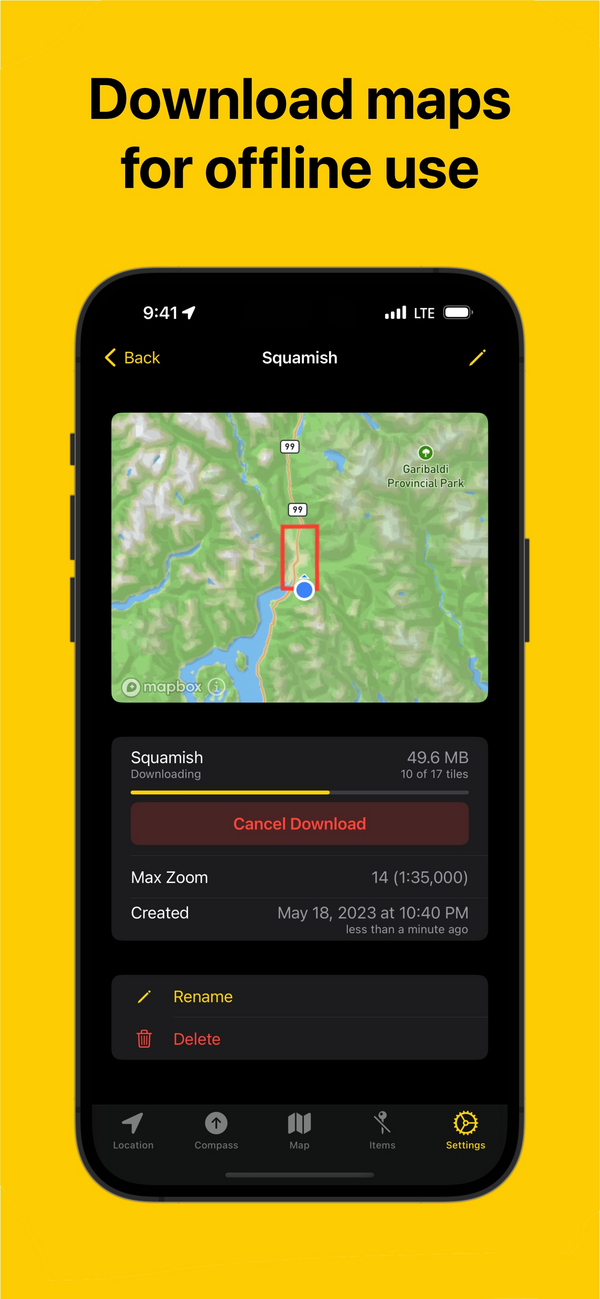 Download maps
for offline use
9:41
LTE
Back
Squamish
99
Garibaldi
Provincial Park
99
mapbox
Squamish
49.6 MB
Downloading
10 of 17 tiles
Cancel Download
Max Zoom
14 (1:35,000)
Created
May 18, 2023 at 10:40 PM
less than a minute ago
Rename
Delete
Location
Compass
Map
Items
Settings